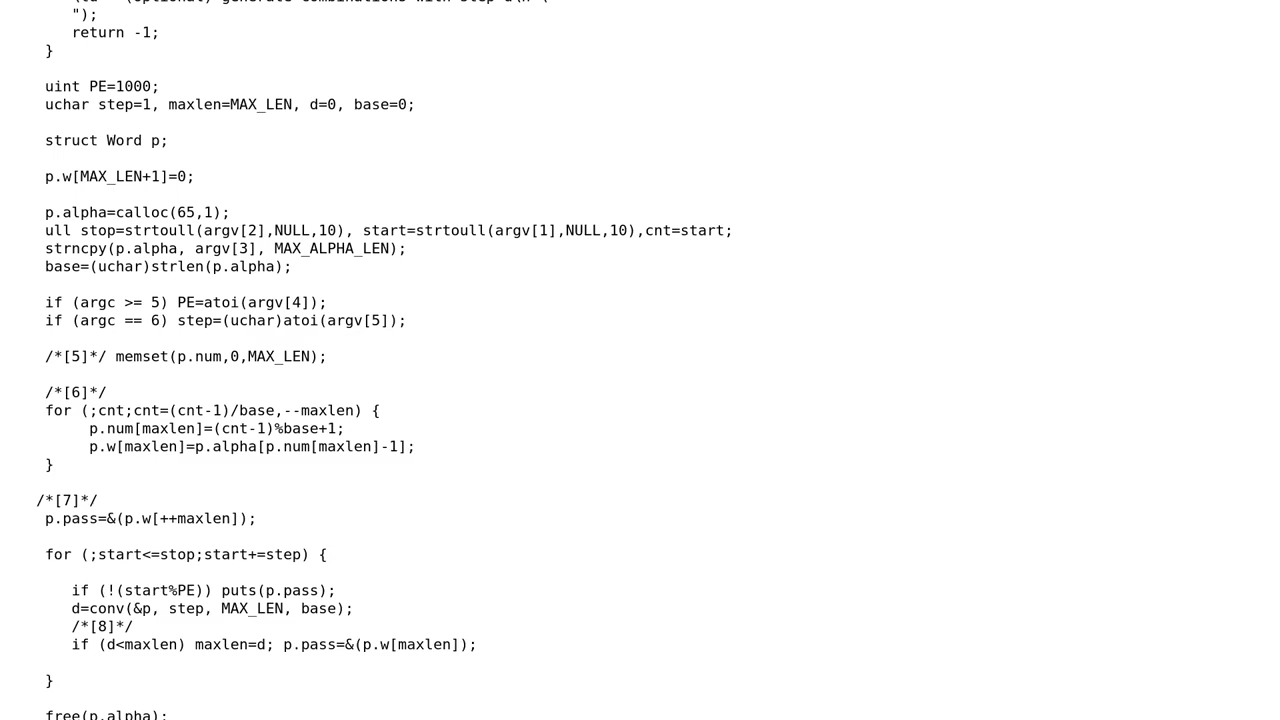 ");
return -1;
}
uint PE=1000;
uchar step=1, maxlen=MAX_LEN, d=0, base=0;
struct Word p;
p.w[MAX_LEN+1]=0;
p.alpha=calloc(65,1);
ull stop=strtoull(argv[2],NULL,10), start=strtoull(argv[1],NULL,10),cnt=start;
strncpy(p.alpha, argv[3], MAX_ALPHA_LEN);
base=(uchar)strlen(p.alpha);
if (argc >= 5) PE=atoi(argv[4]);
if (argc == 6) step=(uchar)atoi(argv[5]);
/*[5]*/ memset(p.num,0,MAX_LEN);
/*[6]*/
for (;cnt;cnt=(cnt-1)/base,--maxlen) {
p.num[maxlen]=(cnt-1)%base+1;
p.w[maxlen]=p.alpha[p.num[maxlen]-1];
}
/*[7]*/
p.pass=&(p.w[++maxlen]);
for (;start<=stop;start+=step) {
if (!(start%PE)) puts(p.pass);
d=conv(&p, step, MAX_LEN, base);
/*[8]*/
if (d<maxlen) maxlen=d; p.pass=&(p.w[maxlen]);
}
free(p.alpha);